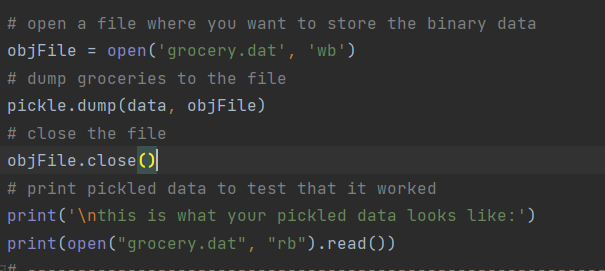 # open a file where you want to store the binary data
objFile = open('grocery.dat', 'wb')
# dump groceries to the file
pickle.dump(data, objFile)
# close the file
objFile.close()
# print pickled data to test that it worked
print('\nthis is what your pickled data looks like:')
print(open("grocery.dat", "rb").read())